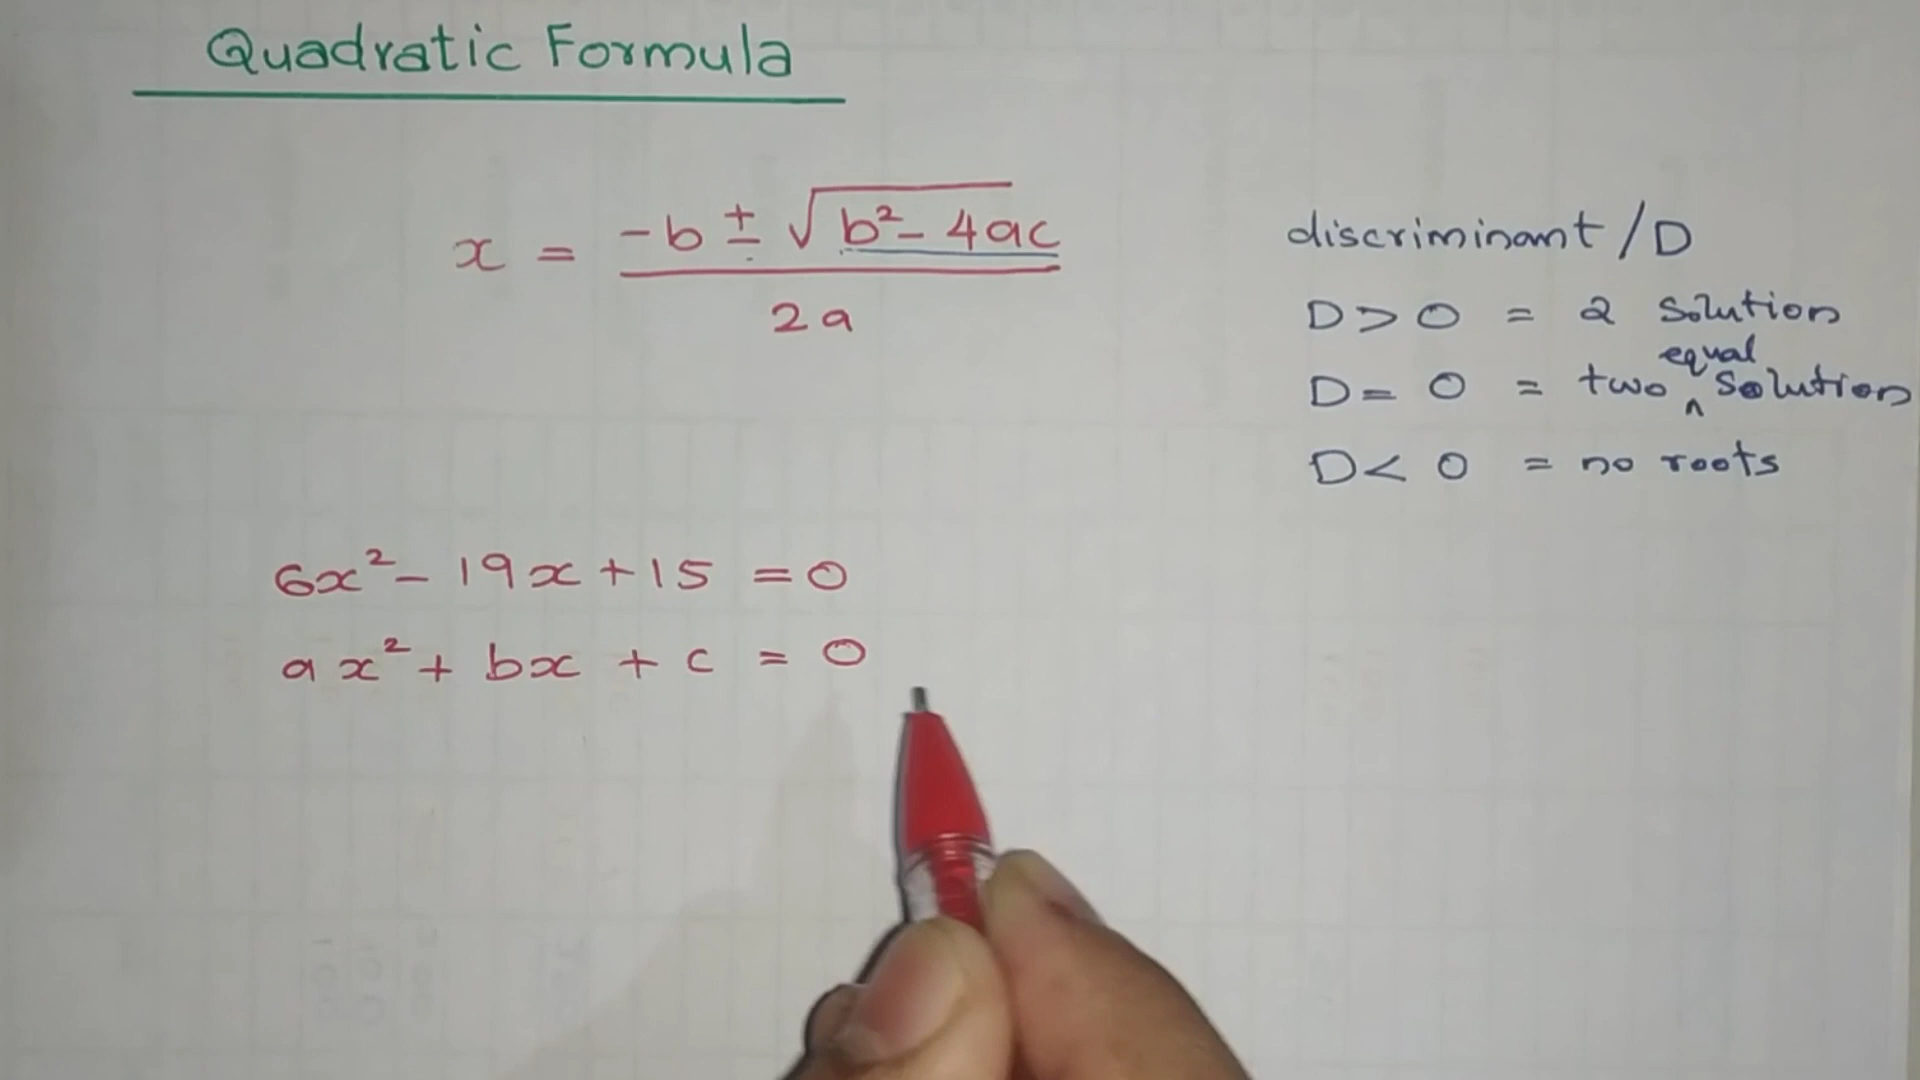 Quadratic Formula
x = -b ± √b² - 4ac
2a
discriminant / D
D > 0 = 2 solution
D = 0 = two equal solution
D < 0 = no roots
6x² - 19x + 15 = 0
ax² + bx + c = 0